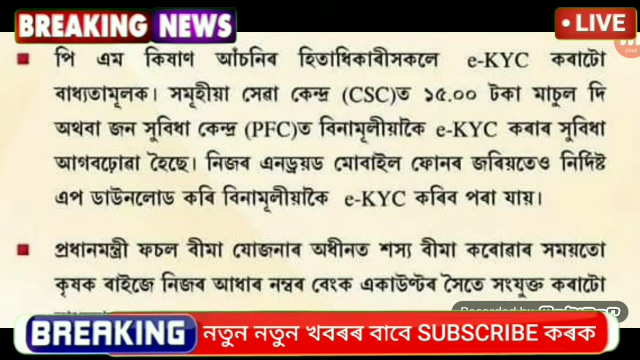 BREAKING NEWS
LIVE
পি এম কিষাণ আঁচনিৰ হিতাধিকাৰীসকলে e-KYC কৰাটো
বাধ্যতামূলক। সমূহীয়া সেৱা কেন্দ্ৰ (CSC)ত ১৫.০০ টকা মাচুল দি
অথবা জন সুবিধা কেন্দ্ৰ (PFC)ত বিনামূলীয়াকৈ e-KYC কৰাৰ সুবিধা
আগবঢ়োৱা হৈছে। নিজৰ এনড্ৰয়ড মোবাইল ফোনৰ জৰিয়তেও নিৰ্দিষ্ট
এপ ডাউনলোড কৰি বিনামূলীয়াকৈ e-KYC কৰিব পৰা যায়।
প্ৰধানমন্ত্ৰী ফচল বীমা যোজনাৰ অধীনত শস্য বীমা কৰোৱাৰ সময়তো
কৃষক ৰাইজে নিজৰ আধাৰ নম্বৰ বেংক একাউণ্টৰ সৈতে সংযুক্ত কৰাটো
BREAKING নতুন নতুন খবৰৰ বাবে SUBSCRIBE কৰক